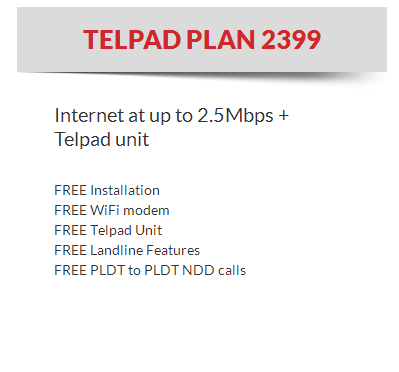 TELPAD PLAN 2399
Internet at up to 2.5Mbps +
Telpad unit
FREE Installation
FREE WiFi modem
FREE Telpad Unit
FREE Landline Features
FREE PLDT to PLDT NDD calls